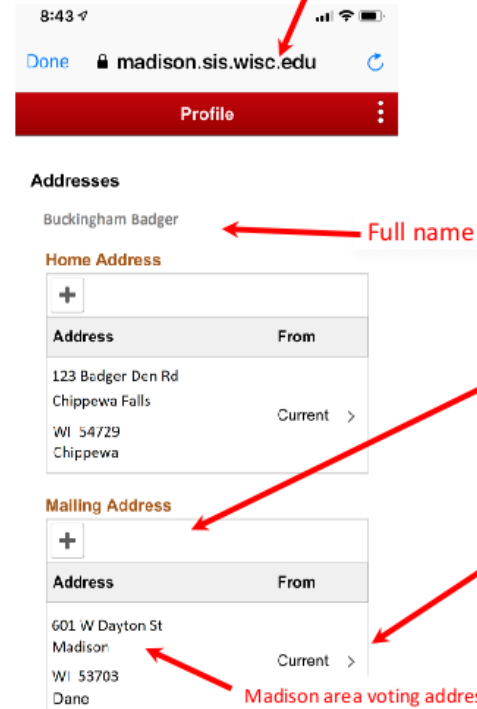 8:43
Done madison.sis.wisc.edu
Profile
Addresses
Buckingham Badger
Full name
Home Address
Address From
123 Badger Den Rd
Chippewa Falls
WI 54729
Chippewa
Current
Mailing Address
Address From
601 W Dayton St
Madison
WI 53703
Dane
Current
Madison area voting addres